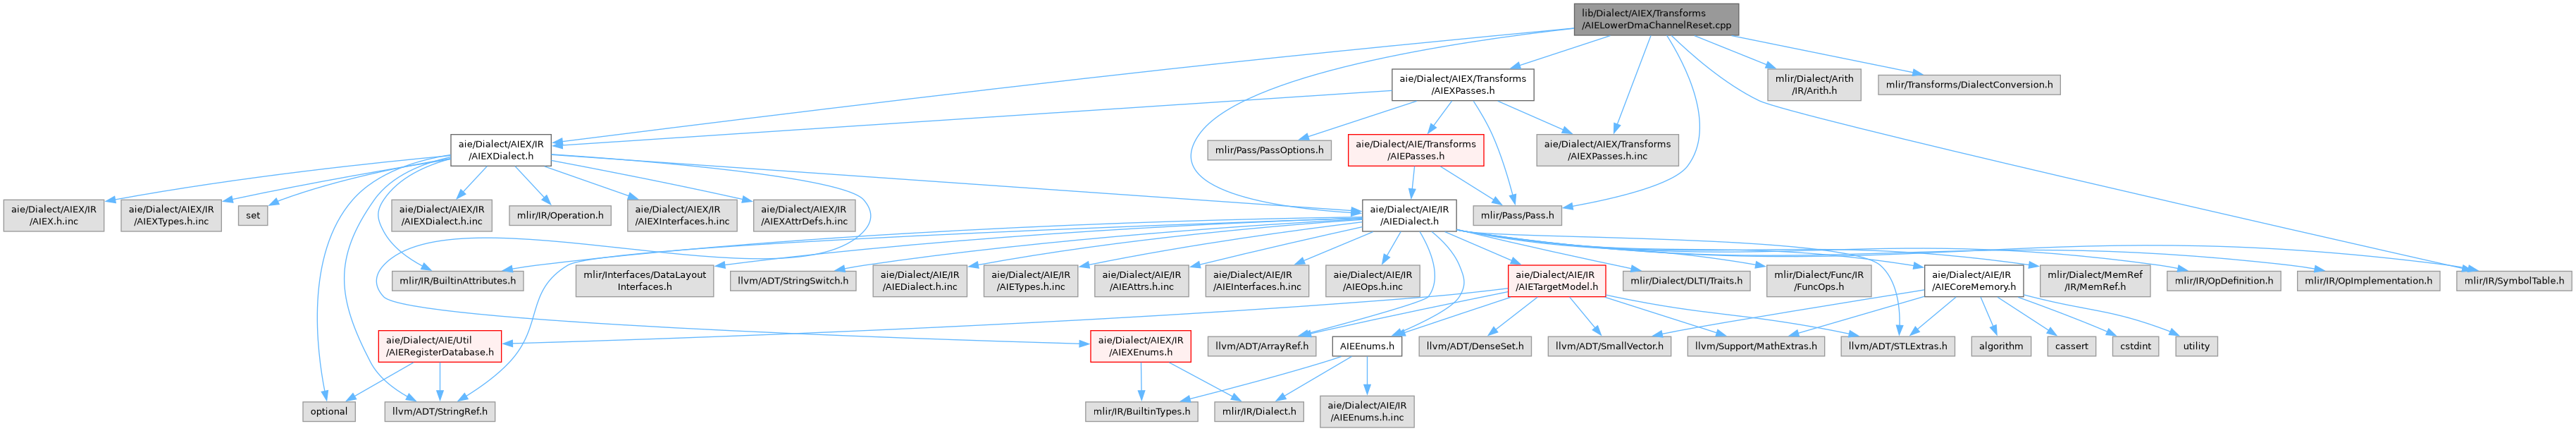 lib/Dialect/AIEX/Transforms
/AIELowerDmaChannelReset.cpp
aie/Dialect/AIEX/Transforms
/AIEXPasses.h
mlir/Dialect/Arith
/IR/Arith.h
mlir/Transforms/DialectConversion.h
aie/Dialect/AIEX/IR
/AIEXDialect.h
mlir/Pass/PassOptions.h
aie/Dialect/AIE/Transforms
/AIEPasses.h
aie/Dialect/AIEX/Transforms
/AIEXPasses.h.inc
aie/Dialect/AIEX/IR
/AIEX.h.inc
aie/Dialect/AIEX/IR
/AIEXTypes.h.inc
set
aie/Dialect/AIEX/IR
/AIEXDialect.h.inc
mlir/IR/Operation.h
aie/Dialect/AIEX/IR
/AIEXInterfaces.h.inc
aie/Dialect/AIEX/IR
/AIEXAttrDefs.h.inc
aie/Dialect/AIE/IR
/AIEDialect.h
mlir/Pass/Pass.h
mlir/IR/BuiltinAttributes.h
mlir/Interfaces/DataLayout
Interfaces.h
llvm/ADT/StringSwitch.h
aie/Dialect/AIE/IR
/AIEDialect.h.inc
aie/Dialect/AIE/IR
/AIETypes.h.inc
aie/Dialect/AIE/IR
/AIEAttrs.h.inc
aie/Dialect/AIE/IR
/AIEInterfaces.h.inc
aie/Dialect/AIE/IR
/AIEOps.h.inc
aie/Dialect/AIE/IR
/AIETargetModel.h
mlir/Dialect/DLTI/Traits.h
mlir/Dialect/Func/IR
/FuncOps.h
aie/Dialect/AIE/IR
/AIECoreMemory.h
mlir/Dialect/MemRef
/IR/MemRef.h
mlir/IR/OpDefinition.h
mlir/IR/OpImplementation.h
mlir/IR/SymbolTable.h
aie/Dialect/AIE/Util
/AIERegisterDatabase.h
aie/Dialect/AIEX/IR
/AIEXEnums.h
llvm/ADT/ArrayRef.h
AIEEnums.h
llvm/ADT/DenseSet.h
llvm/ADT/SmallVector.h
llvm/Support/MathExtras.h
llvm/ADT/STLExtras.h
algorithm
cassert
cstdint
utility
optional
llvm/ADT/StringRef.h
mlir/IR/BuiltinTypes.h
mlir/IR/Dialect.h
aie/Dialect/AIE/IR
/AIEEnums.h.inc